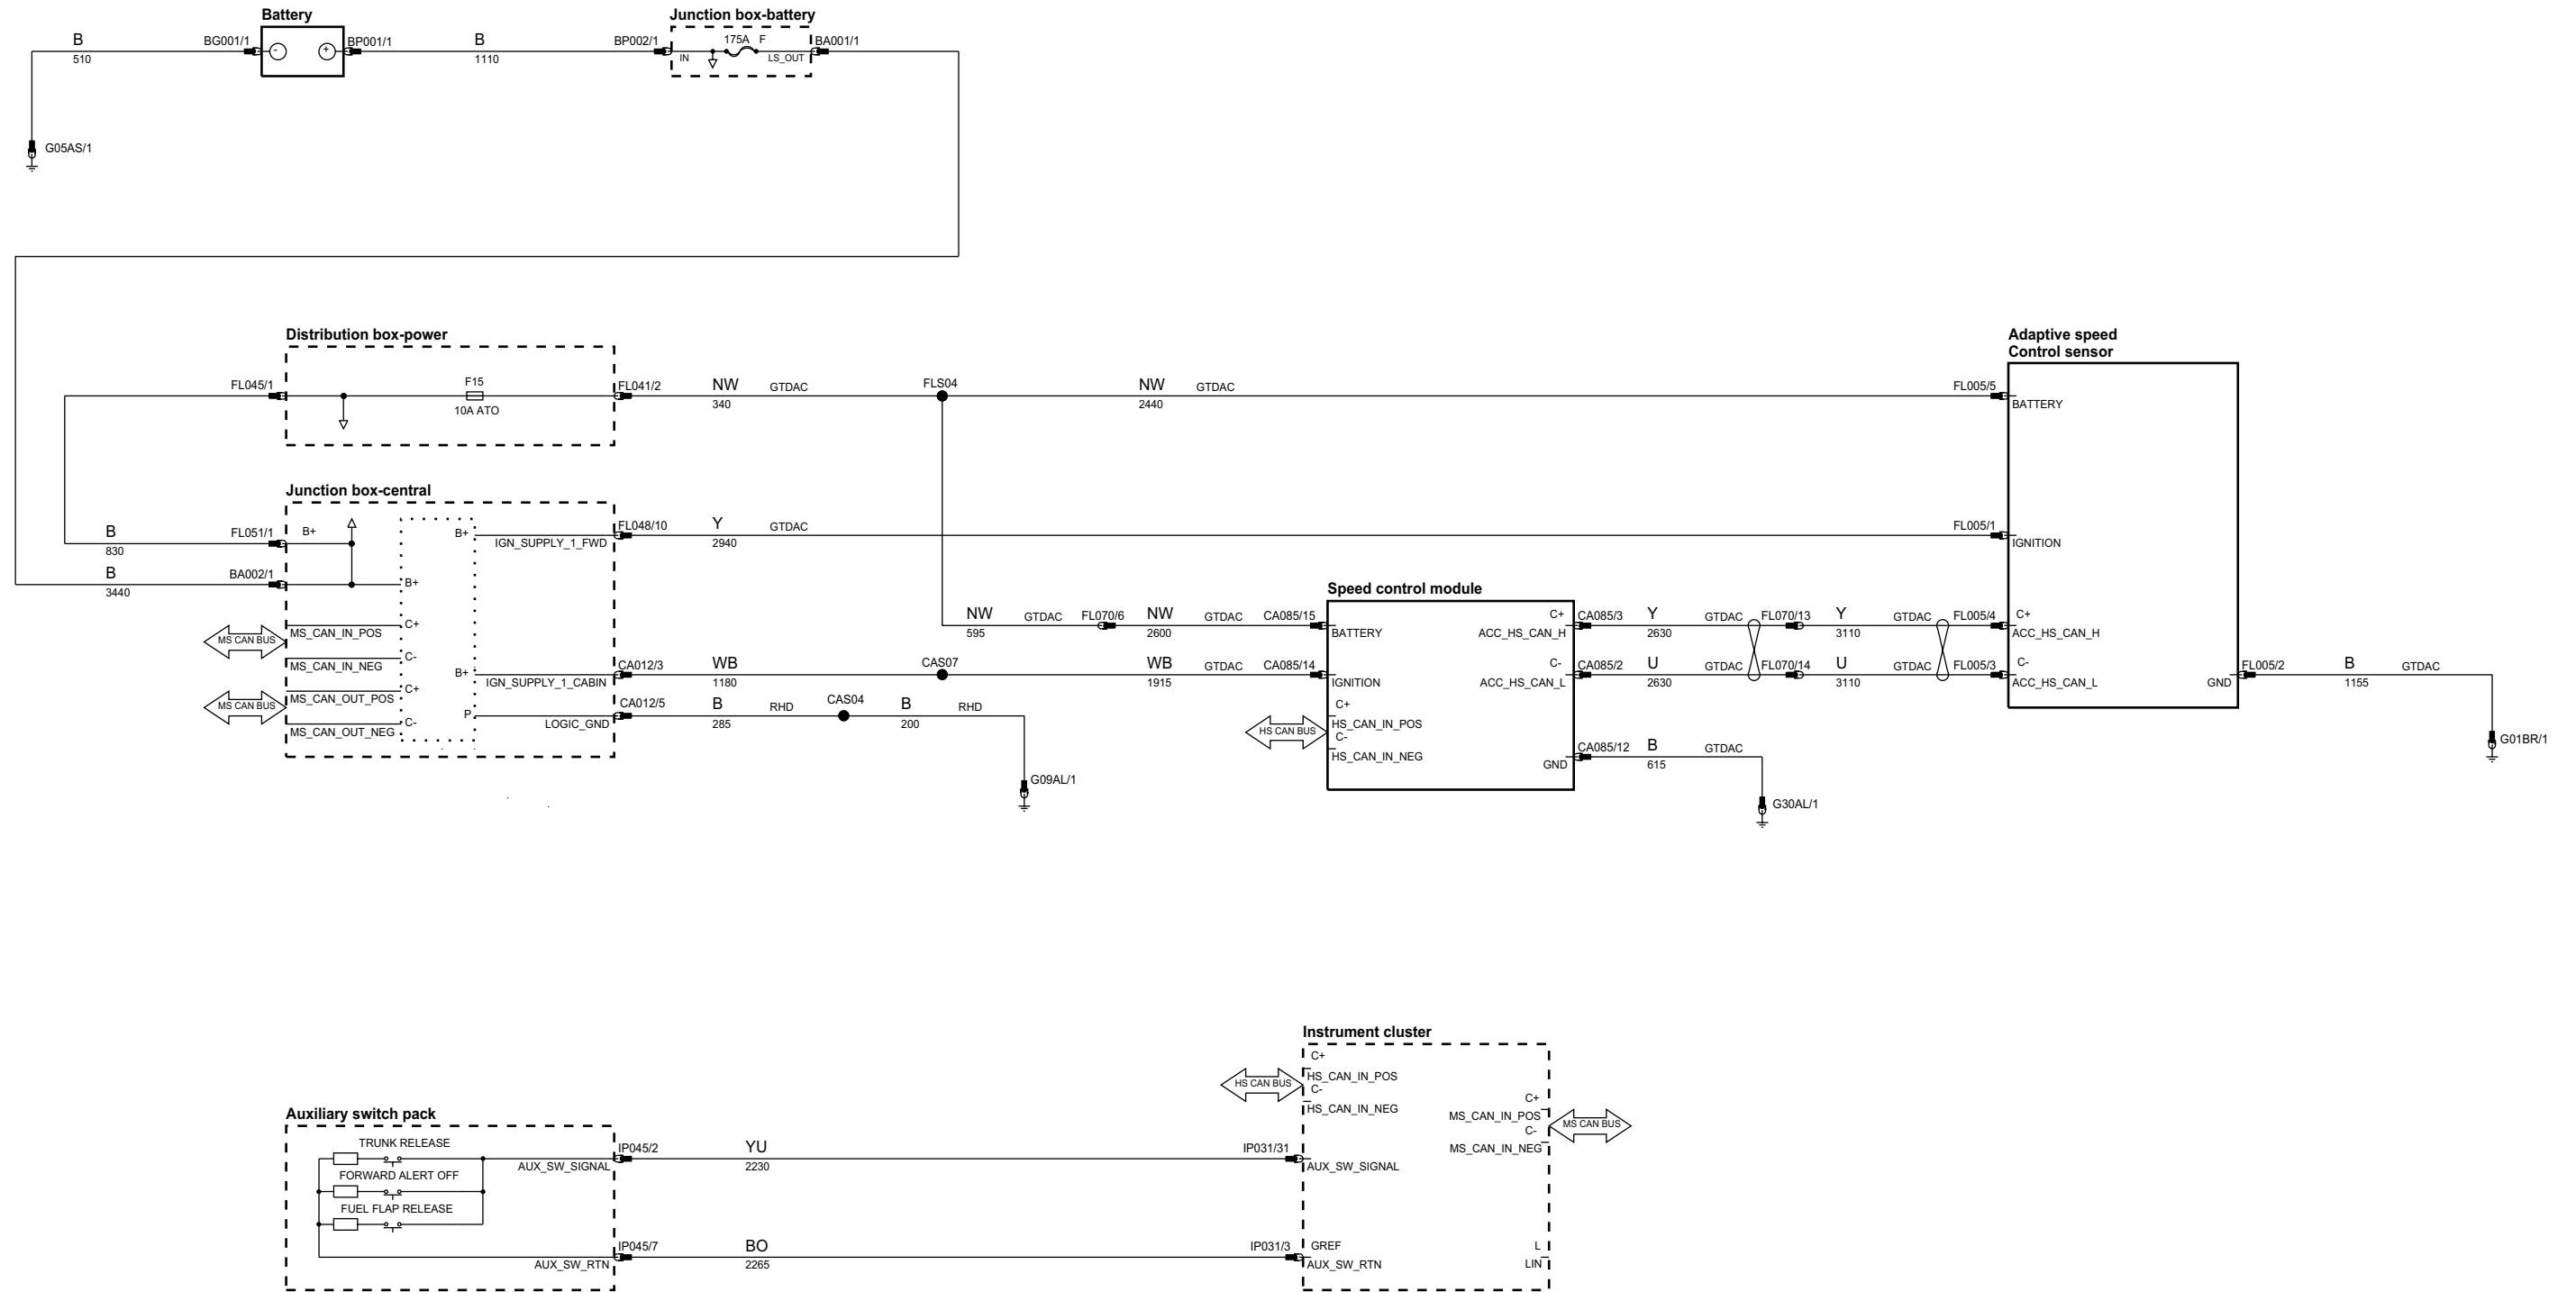 Battery
Junction box-battery
B
510
BG001/1
-
+
BP001/1
B
1110
BP002/1
175A F
IN
LS_OUT
BA001/1
G05AS/1
Distribution box-power
FL045/1
F15
10A ATO
FL041/2
NW
GTDAC
340
FLS04
NW
GTDAC
2440
FL005/5
Adaptive speed
Control sensor
BATTERY
Junction box-central
B
830
FL051/1
B+
B+
FL048/10
IGN_SUPPLY_1_FWD
Y
GTDAC
2940
FL005/1
IGNITION
B
3440
BA002/1
B+
MS CAN BUS
C+
MS_CAN_IN_POS
C-
MS_CAN_IN_NEG
MS CAN BUS
C+
MS_CAN_OUT_POS
C-
MS_CAN_OUT_NEG
B+
CA012/3
IGN_SUPPLY_1_CABIN
WB
1180
CAS07
WB
GTDAC
1915
CA085/14
P
CA012/5
LOGIC_GND
B
RHD
285
CAS04
B
RHD
200
G09AL/1
NW
GTDAC
595
FL070/6
NW
GTDAC
2600
CA085/15
Speed control module
BATTERY
IGNITION
HS CAN BUS
C+
HS_CAN_IN_POS
C-
HS_CAN_IN_NEG
C+
ACC_HS_CAN_H
C-
ACC_HS_CAN_L
GND
CA085/3
Y
GTDAC
2630
FL070/13
Y
GTDAC
3110
FL005/4
C+
ACC_HS_CAN_H
CA085/2
U
GTDAC
2630
FL070/14
U
GTDAC
3110
FL005/3
C-
ACC_HS_CAN_L
GND
FL005/2
B
GTDAC
1155
G01BR/1
CA085/12
B
GTDAC
615
G30AL/1
Instrument cluster
HS CAN BUS
C+
HS_CAN_IN_POS
C-
HS_CAN_IN_NEG
C+
MS_CAN_IN_POS
C-
MS_CAN_IN_NEG
MS CAN BUS
Auxiliary switch pack
TRUNK RELEASE
FORWARD ALERT OFF
FUEL FLAP RELEASE
AUX_SW_SIGNAL
IP045/2
YU
2230
IP031/31
AUX_SW_SIGNAL
AUX_SW_RTN
IP045/7
BO
2265
IP031/3
GREF
AUX_SW_RTN
L
LIN